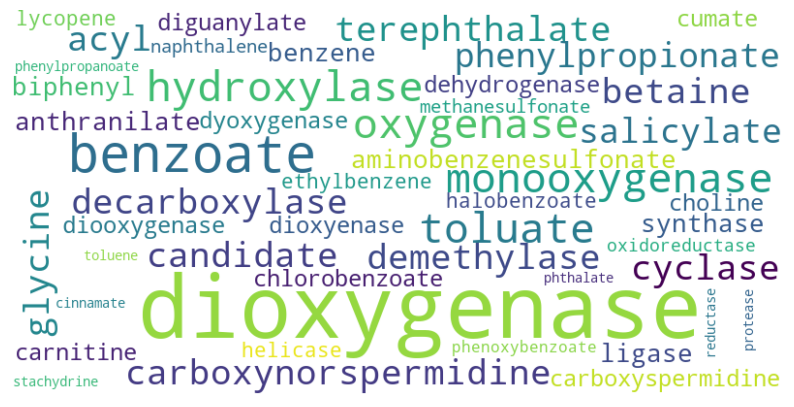 lycopene
diguanylate
terephthalate
cumate
acyl
naphthalene
benzene
phenylpropionate
phenylpropanoate
biphenyl
hydroxylase
dehydrogenase
betaine
methanesulfonate
anthranilate
dyoxygenase
oxygenase
salicylate
benzoate
aminobenzenesulfonate
ethylbenzene
monooxygenase
decarboxylase
halobenzoate
choline
glycine
diooxygenase
dioxyenase
toluate
synthase
toluene
candidate
demethylase
oxidoreductase
chlorobenzoate
cyclase
phthalate
cinnamate
dioxygenase
reductase
protease
carnitine
helicase
phenoxybenzoate
ligase
stachydrine
carboxynorspermidine
carboxyspermidine